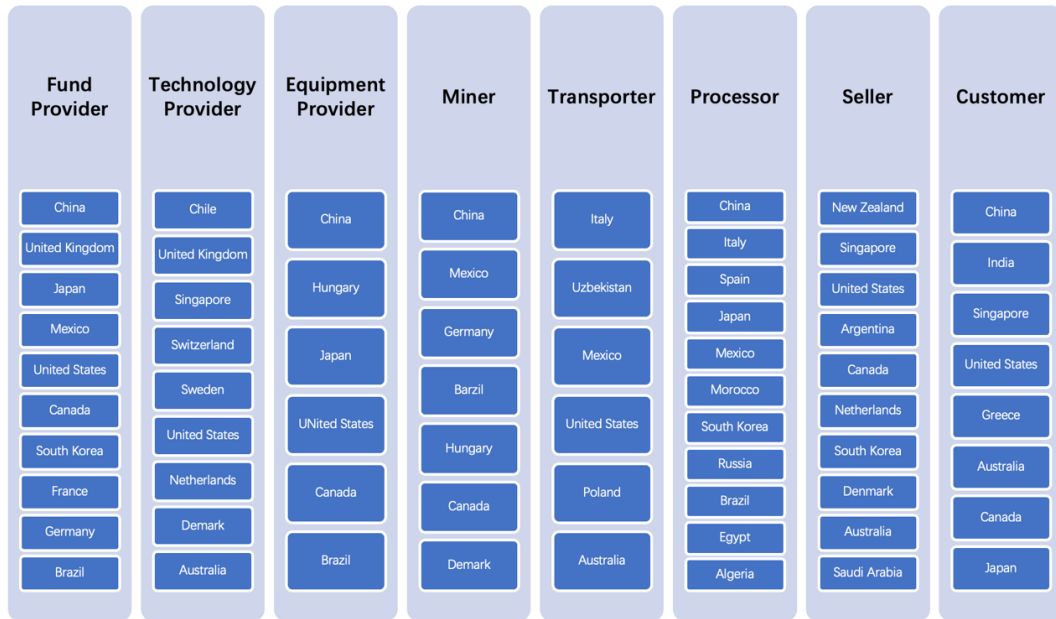 Fund
Provider
China
United Kingdom
Japan
Mexico
United States
Canada
South Korea
France
Germany
Brazil
Technology
Provider
Chile
United Kingdom
Singapore
Switzerland
Sweden
United States
Netherlands
Demark
Australia
Equipment
Provider
China
Hungary
Japan
UNited States
Canada
Brazil
Miner
China
Mexico
Germany
Barzil
Hungary
Canada
Demark
Transporter
Italy
Uzbekistan
Mexico
United States
Poland
Australia
Processor
China
Italy
Spain
Japan
Mexico
Morocco
South Korea
Russia
Brazil
Egypt
Algeria
Seller
New Zealand
Singapore
United States
Argentina
Canada
Netherlands
South Korea
Denmark
Australia
Saudi Arabia
Customer
China
India
Singapore
United States
Greece
Australia
Canada
Japan